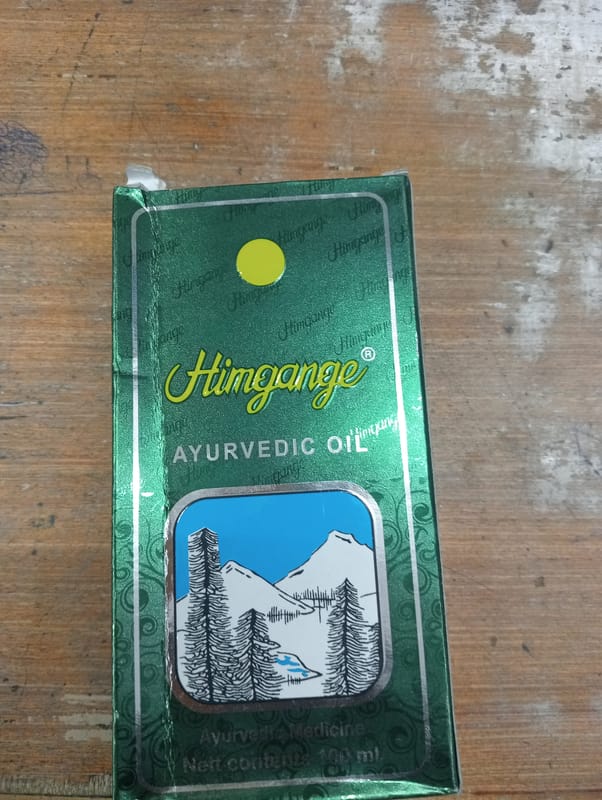 Himgange®
AYURVEDIC OIL
Ayurvedic Medicine
Nett contents 100 ml